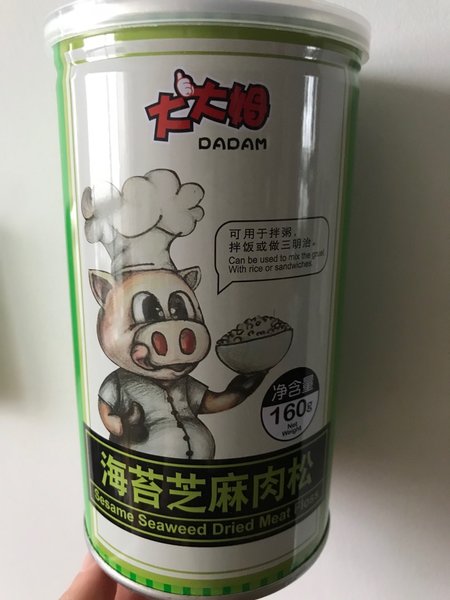 大大姆
DADAM
可用于拌粥,
拌饭或做三明治。
Can be used to mix the gruel
With rice or sandwiches.
净含量
160g
Net
Weight
海苔芝麻肉松
Sesame Seaweed Dried Meat Floss